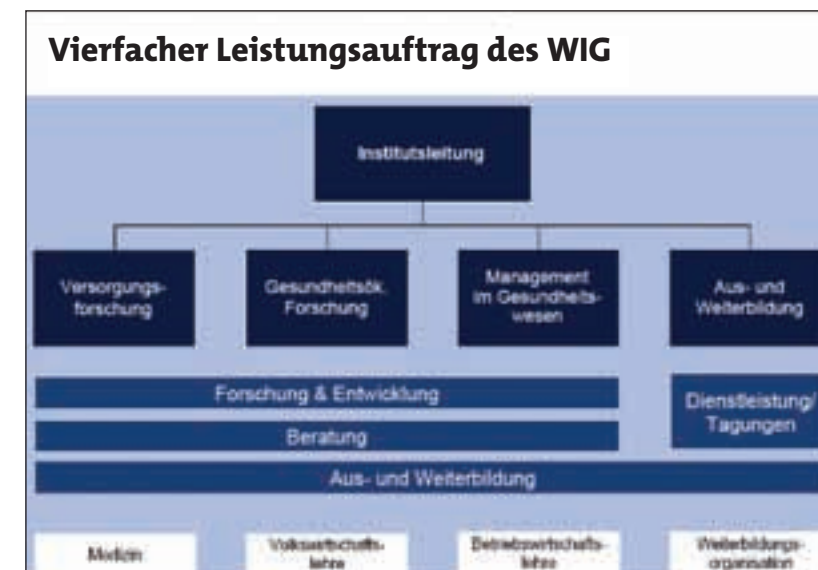 Vierfacher Leistungsauftrag des WIG
Institutsleitung
Versorgungs-
forschung
Gesundheitsök.
Forschung
Management
im Gesundheits-
wesen
Aus- und
Weiterbildung
Forschung & Entwicklung
Dienstleistung/
Tagungen
Beratung
Aus- und Weiterbildung
Medizin
Volkswirtschafts-
lehre
Betriebswirtschafts-
lehre
Weiterbildungs-
organisation